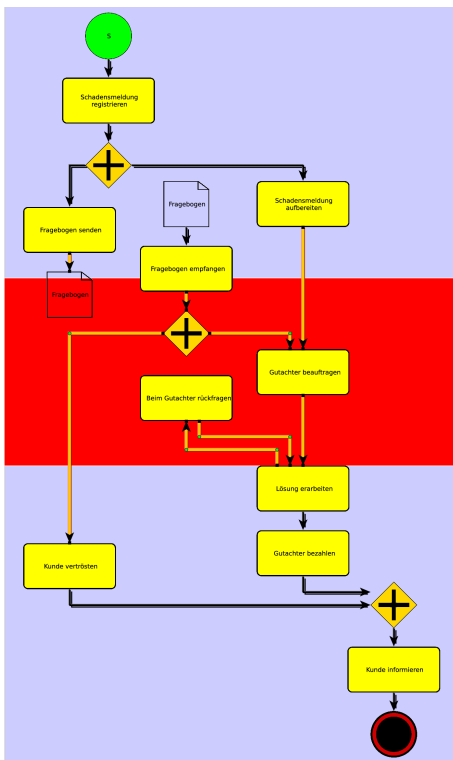 S
Schadensmeldung
registrieren
Fragebogen
Schadensmeldung
aufbereiten
Fragebogen senden
Fragebogen empfangen
Fragebogen
Gutachter beauftragen
Beim Gutachter rückfragen
Lösung erarbeiten
Gutachter bezahlen
Kunde vertrösten
Kunde informieren